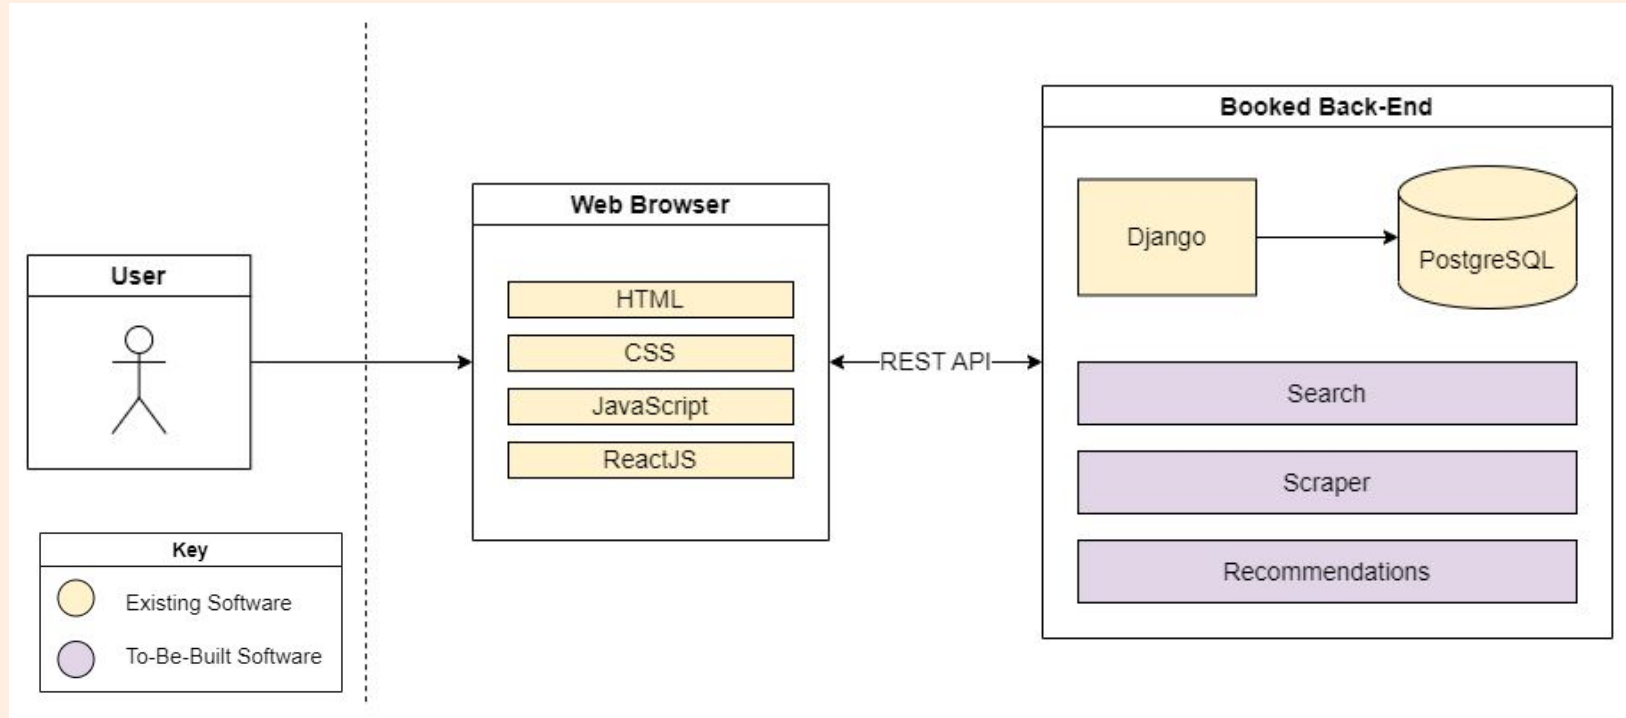 User
Key
Existing Software
To-Be-Built Software
Web Browser
HTML
CSS
JavaScript
ReactJS
REST API
Booked Back-End
Django
PostgreSQL
Search
Scraper
Recommendations